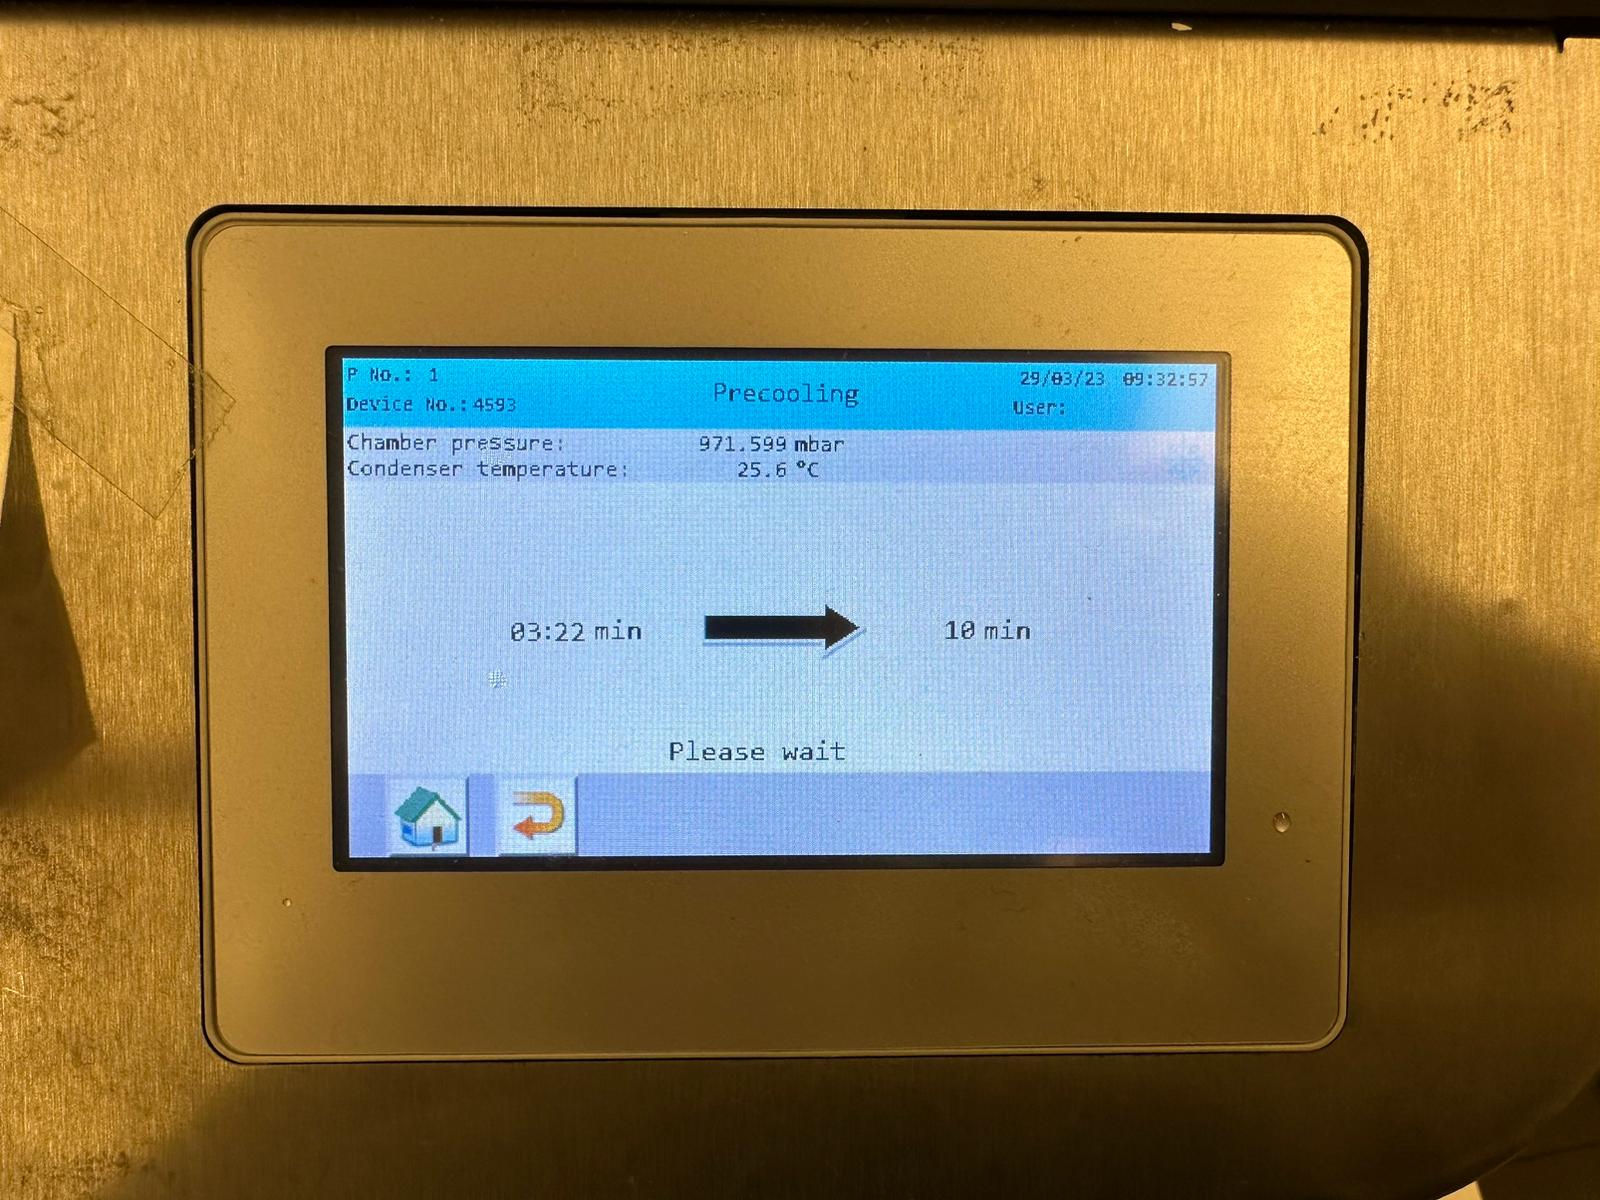 P No.: 1
Device No.: 4593
Precooling
29/03/23 09:32:57
User:
Chamber pressure: 971.599 mbar
Condenser temperature: 25.6 °C
03:22 min 10 min
Please wait